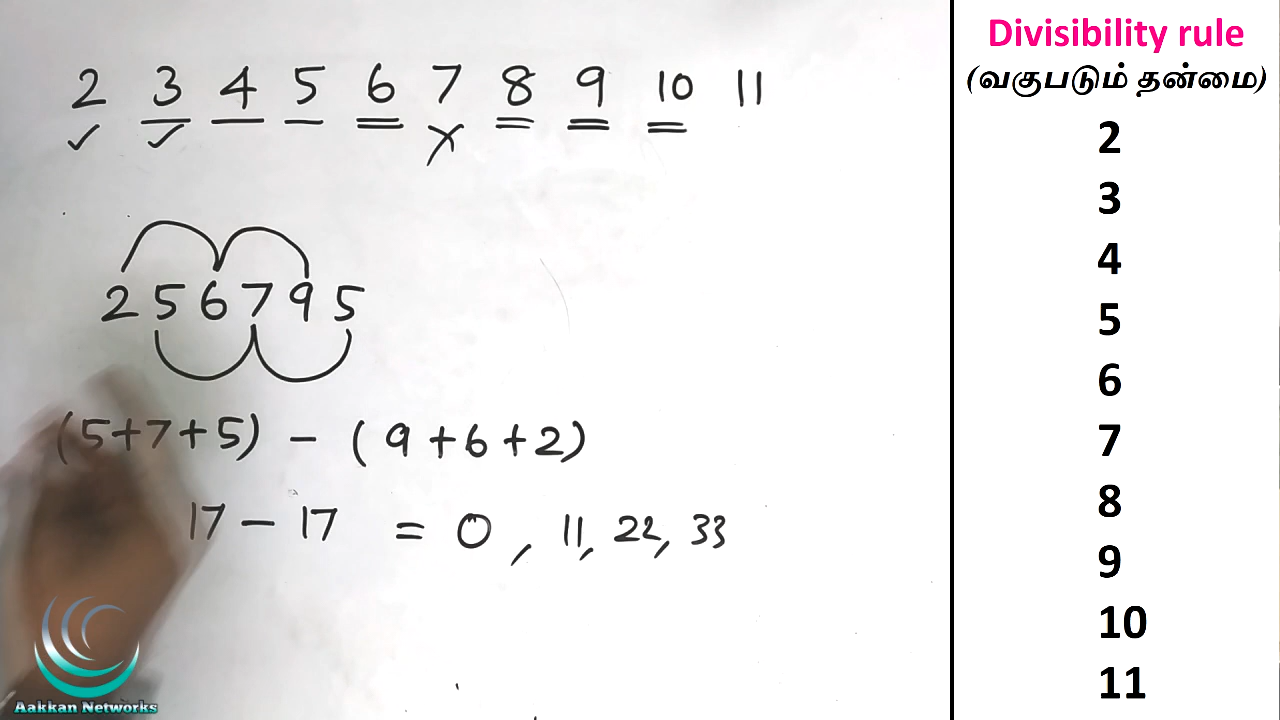 2 3 4 5 6 7 8 9 10 11
256795
(5+7+5) - (9+6+2)
17 - 17 = 0, 11, 22, 33
Aakkan Networks
Divisibility rule
(வகுபடும் தன்மை)
2
3
4
5
6
7
8
9
10
11